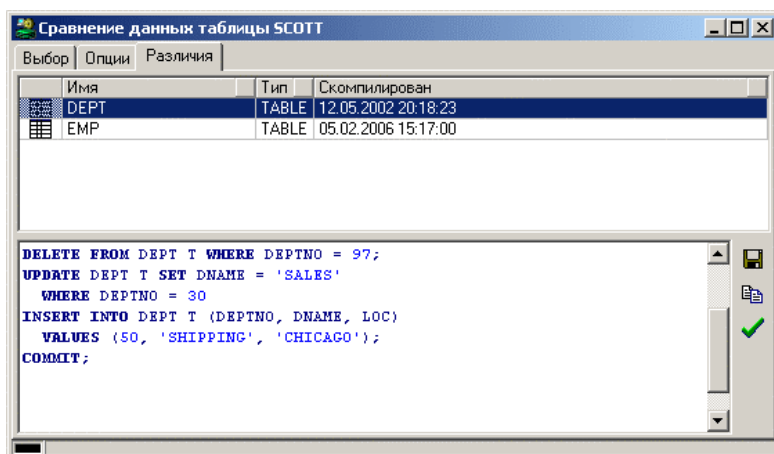 Сравнение данных таблицы SCOTT
Выбор Опции Различия
Имя Тип Скомпилирован
DEPT TABLE 12.05.2002 20:18:23
EMP TABLE 05.02.2006 15:17:00
DELETE FROM DEPT T WHERE DEPTNO = 97;
UPDATE DEPT T SET DNAME = 'SALES'
WHERE DEPTNO = 30
INSERT INTO DEPT T (DEPTNO, DNAME, LOC)
VALUES (50, 'SHIPPING', 'CHICAGO');
COMMIT;